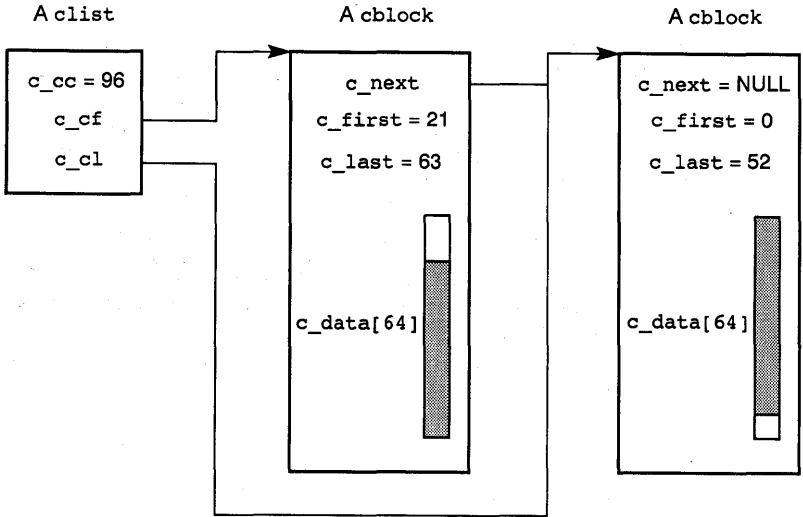 A clist
c_cc = 96
c_cf
c_cl
A cblock
c_next
c_first = 21
c_last = 63
c_data[64]
A cblock
c_next = NULL
c_first = 0
c_last = 52
c_data[64]